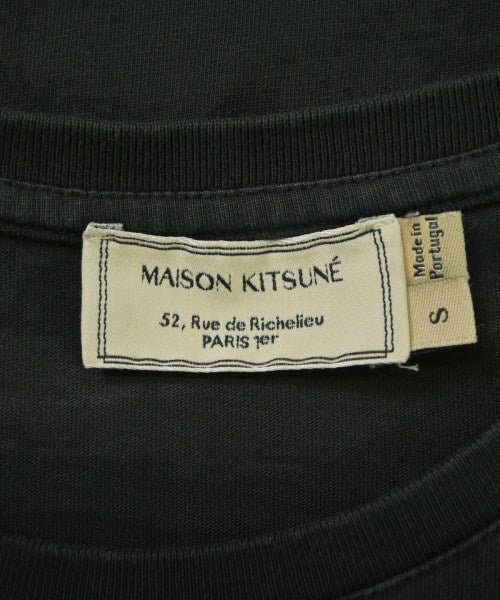 MAISON KITSUNÉ
52, Rue de Richelieu
PARIS 1er
Made in
Portugal
S